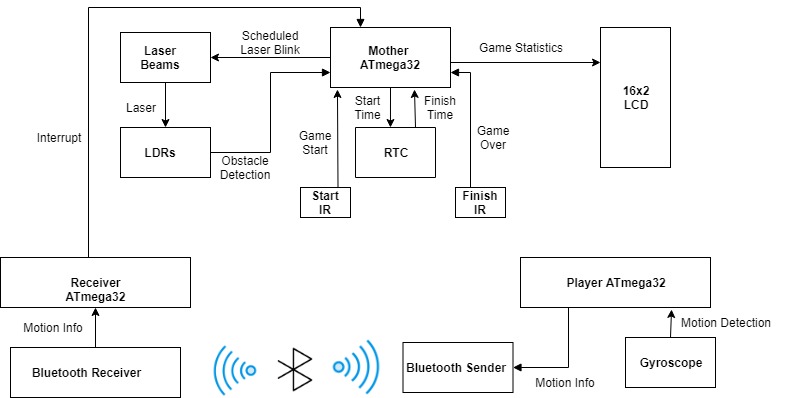 Scheduled
Laser Blink
Laser
Beams
Mother
ATmega32
Game Statistics
16x2
LCD
Laser
Start
Time
Finish
Time
Interrupt
LDRs
Obstacle
Detection
Game
Start
RTC
Game
Over
Start
IR
Finish
IR
Receiver
ATmega32
Player ATmega32
Motion Info
Motion Detection
Bluetooth Receiver
Bluetooth Sender
Gyroscope
Motion Info